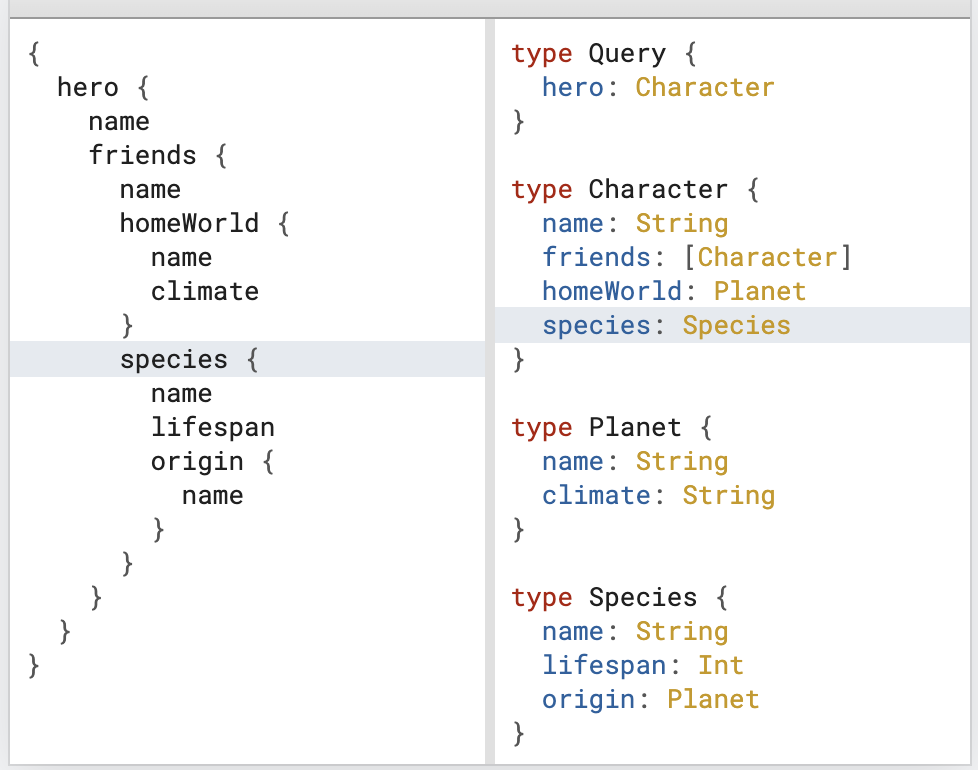 {
  hero {
    name
    friends {
      name
      homeWorld {
        name
        climate
      }
      species {
        name
        lifespan
        origin {
          name
        }
      }
    }
  }
}
type Query {
  hero: Character
}

type Character {
  name: String
  friends: [Character]
  homeWorld: Planet
  species: Species
}

type Planet {
  name: String
  climate: String
}

type Species {
  name: String
  lifespan: Int
  origin: Planet
}